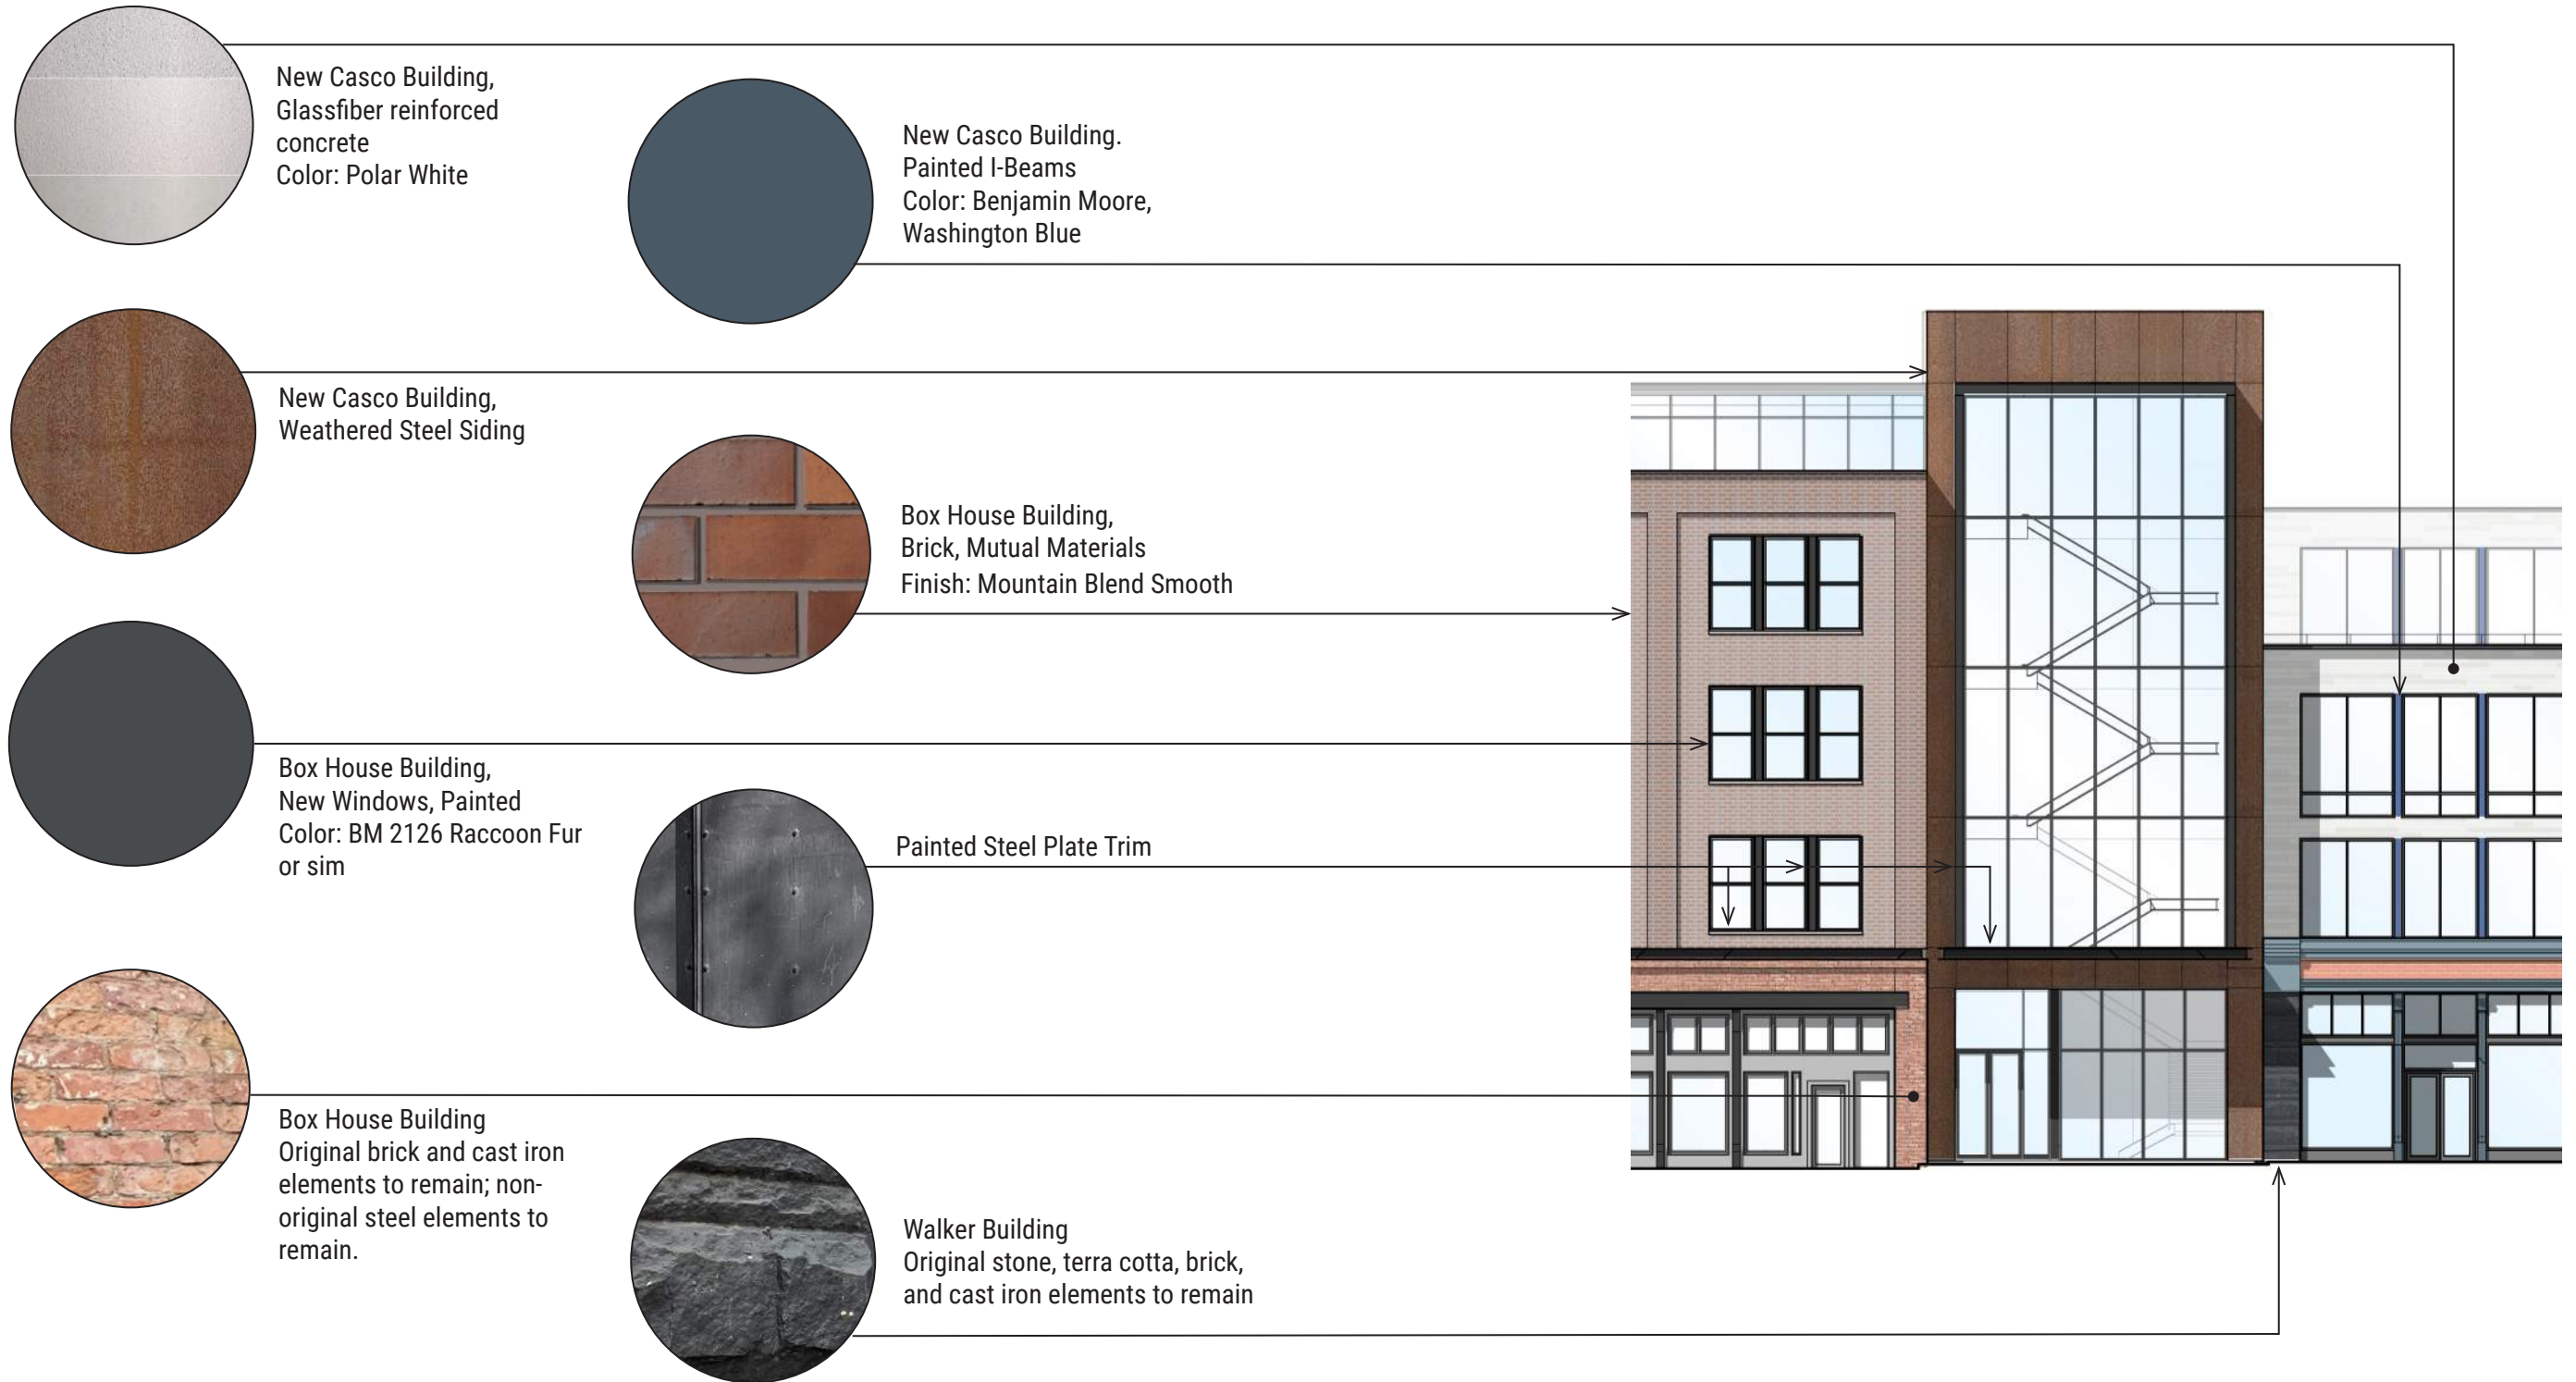 New Casco Building,
Glassfiber reinforced
concrete
Color: Polar White
New Casco Building.
Painted I-Beams
Color: Benjamin Moore,
Washington Blue
New Casco Building,
Weathered Steel Siding
Box House Building,
Brick, Mutual Materials
Finish: Mountain Blend Smooth
Box House Building,
New Windows, Painted
Color: BM 2126 Raccoon Fur
or sim
Painted Steel Plate Trim
Box House Building
Original brick and cast iron
elements to remain; non-
original steel elements to
remain.
Walker Building
Original stone, terra cotta, brick,
and cast iron elements to remain